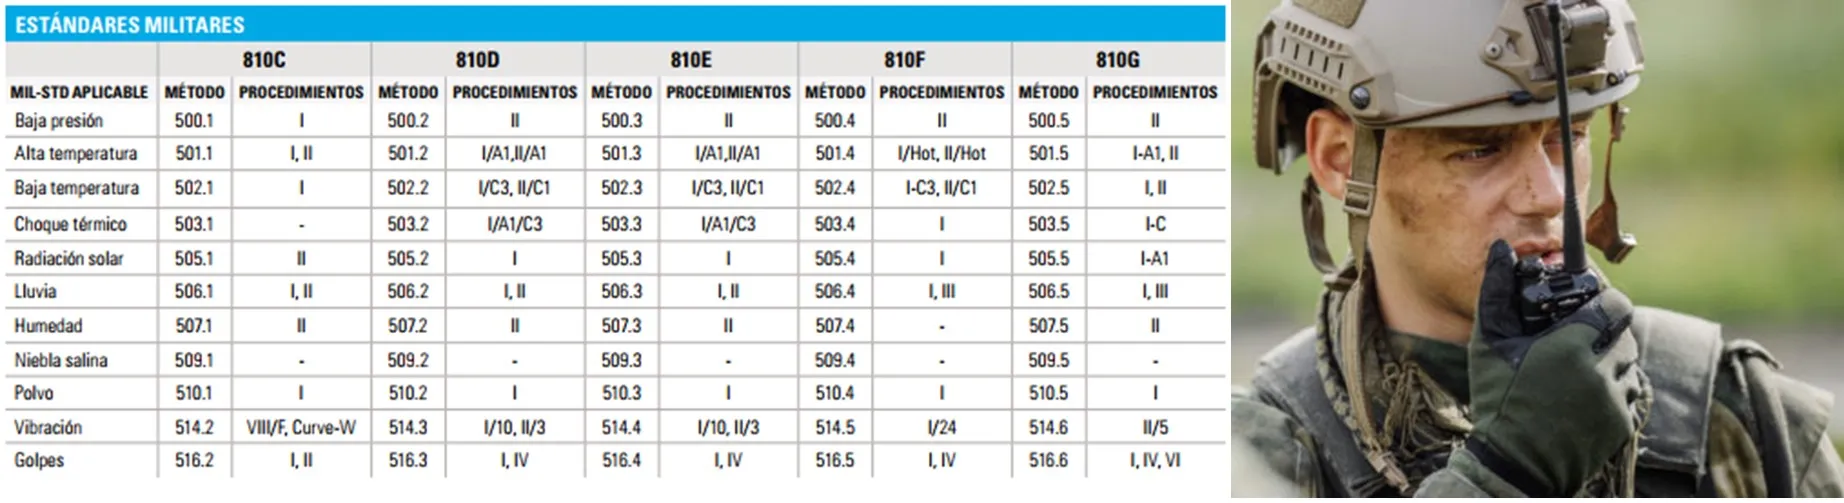 ESTÁNDARES MILITARES
810C 810D 810E 810F 810G
MIL-STD APLICABLE MÉTODO PROCEDIMIENTOS MÉTODO PROCEDIMIENTOS MÉTODO PROCEDIMIENTOS MÉTODO PROCEDIMIENTOS MÉTODO PROCEDIMIENTOS
Baja presión 500.1 I 500.2 II 500.3 II 500.4 II 500.5 II
Alta temperatura 501.1 I, II 501.2 I/A1,II/A1 501.3 I/A1,II/A1 501.4 I/Hot, II/Hot 501.5 I-A1, II
Baja temperatura 502.1 I 502.2 I/C3, II/C1 502.3 I/C3, II/C1 502.4 I-C3, II/C1 502.5 I, II
Choque térmico 503.1 - 503.2 I/A1/C3 503.3 I/A1/C3 503.4 I 503.5 I-C
Radiación solar 505.1 II 505.2 I 505.3 I 505.4 I 505.5 I-A1
Lluvia 506.1 I, II 506.2 I, II 506.3 I, II 506.4 I, III 506.5 I, III
Humedad 507.1 II 507.2 II 507.3 II 507.4 - 507.5 II
Niebla salina 509.1 - 509.2 - 509.3 - 509.4 - 509.5 -
Polvo 510.1 I 510.2 I 510.3 I 510.4 I 510.5 I
Vibración 514.2 VIII/F, Curve-W 514.3 I/10, II/3 514.4 I/10, II/3 514.5 I/24 514.6 II/5
Golpes 516.2 I, II 516.3 I, IV 516.4 I, IV 516.5 I, IV 516.6 I, IV, VI